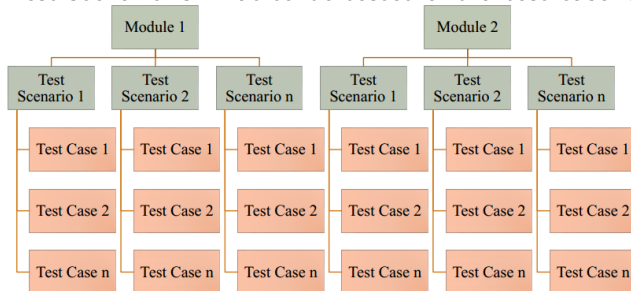 Module 1
Module 2
Test
Scenario 1
Test
Scenario 2
Test
Scenario n
Test
Scenario 1
Test
Scenario 2
Test
Scenario n
Test Case 1
Test Case 1
Test Case 1
Test Case 1
Test Case 1
Test Case 1
Test Case 2
Test Case 2
Test Case 2
Test Case 2
Test Case 2
Test Case 2
Test Case n
Test Case n
Test Case n
Test Case n
Test Case n
Test Case n